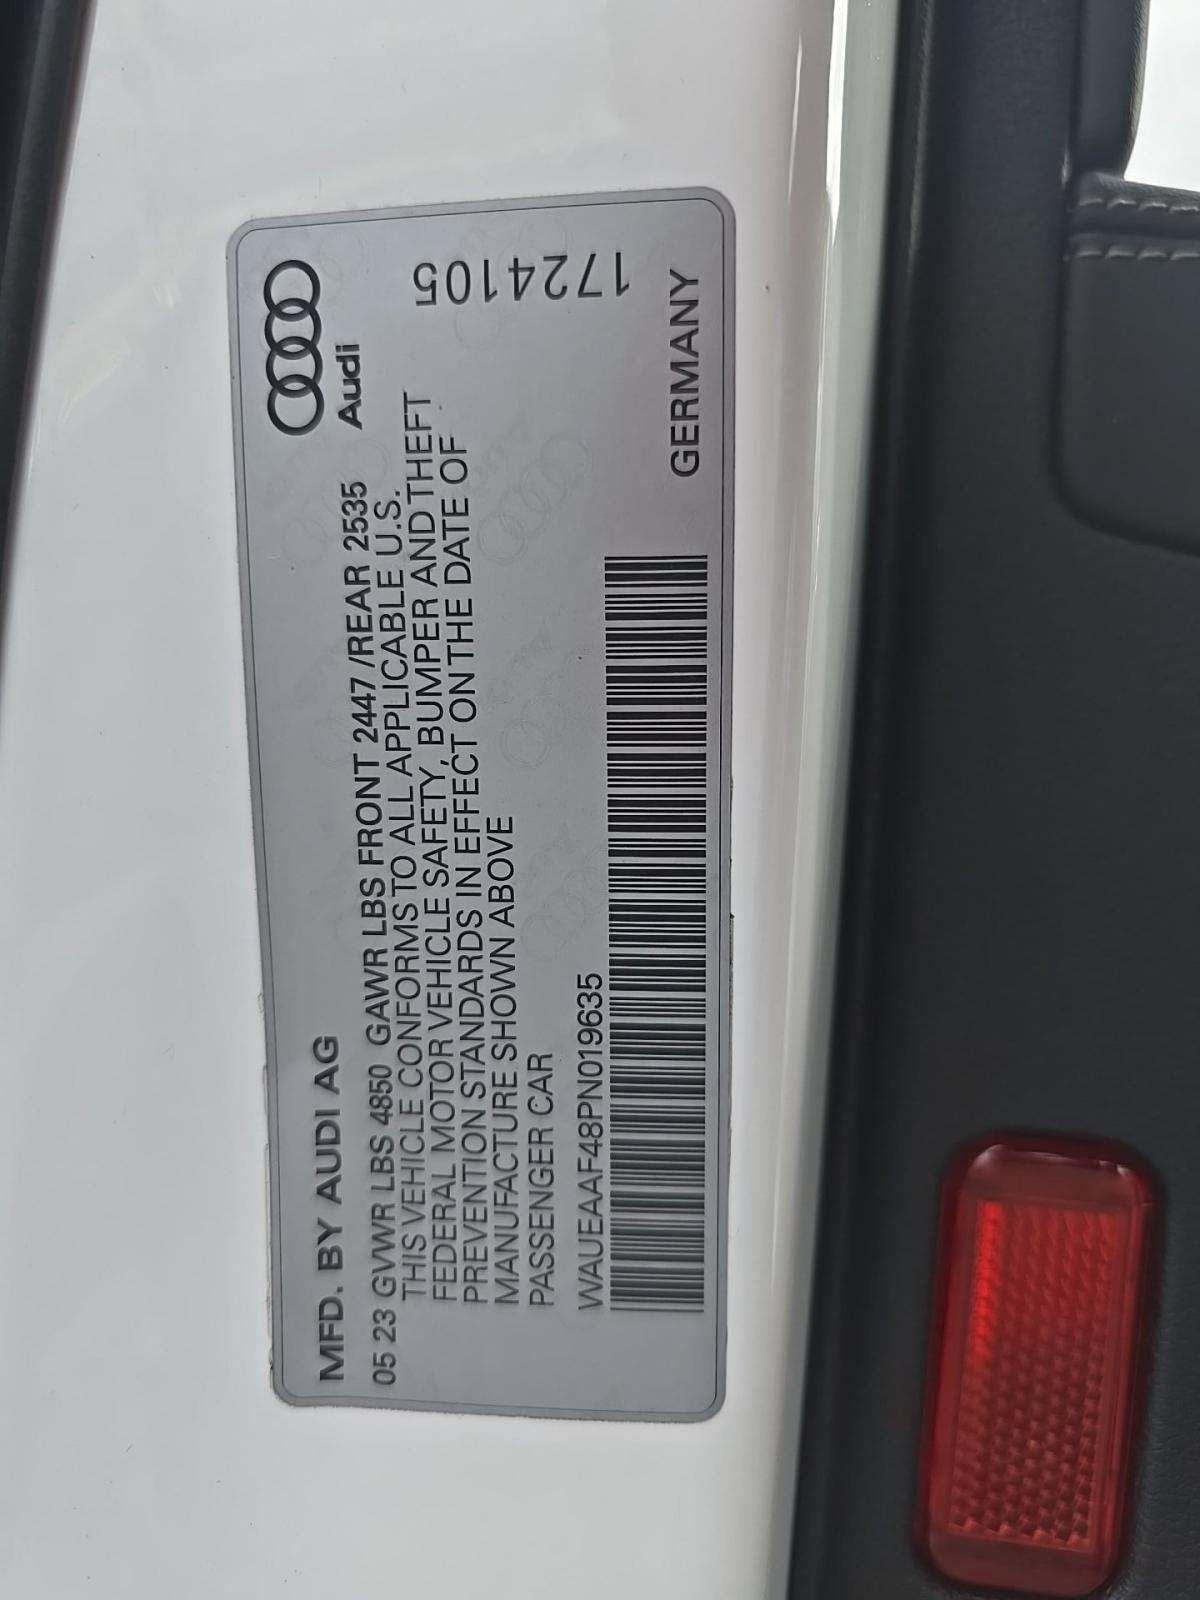 MFD. BY AUDI AG
Audi
05 23 GVWR LBS 4850 GAWR LBS FRONT 2447 /REAR 2535
THIS VEHICLE CONFORMS TO ALL APPLICABLE U.S.
FEDERAL MOTOR VEHICLE SAFETY, BUMPER AND THEFT
PREVENTION STANDARDS IN EFFECT ON THE DATE OF
MANUFACTURE SHOWN ABOVE
PASSENGER CAR
1724105
WAUEAAF48PN019635
GERMANY